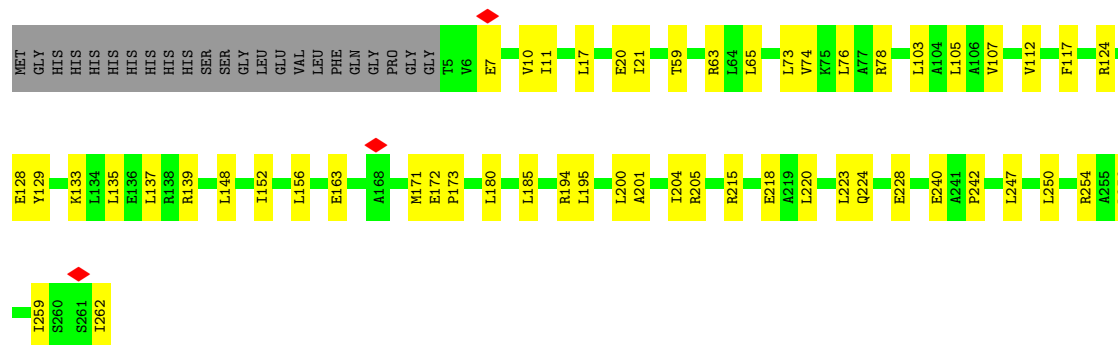 MET GLY HIS HIS HIS HIS HIS HIS HIS HIS SER SER GLY LEU GLU VAL LEU PHE GLN GLY PRO GLY GLY T5 V6 E7 V10 I11 L17 E20 I21 T59 R63 L64 L65 L73 V74 K75 L76 A77 R78 L103 A104 L105 A106 V107 V112 F117 R124
E128 Y129 K133 L134 L135 E136 L137 R138 R139 L148 I152 L156 E163 A168 M171 E172 P173 L180 L185 R194 L195 L200 A201 I204 R205 R215 E218 A219 L220 L223 Q224 E228 E240 A241 P242 L247 L250 R254 A255
I259 S260 S261 I262